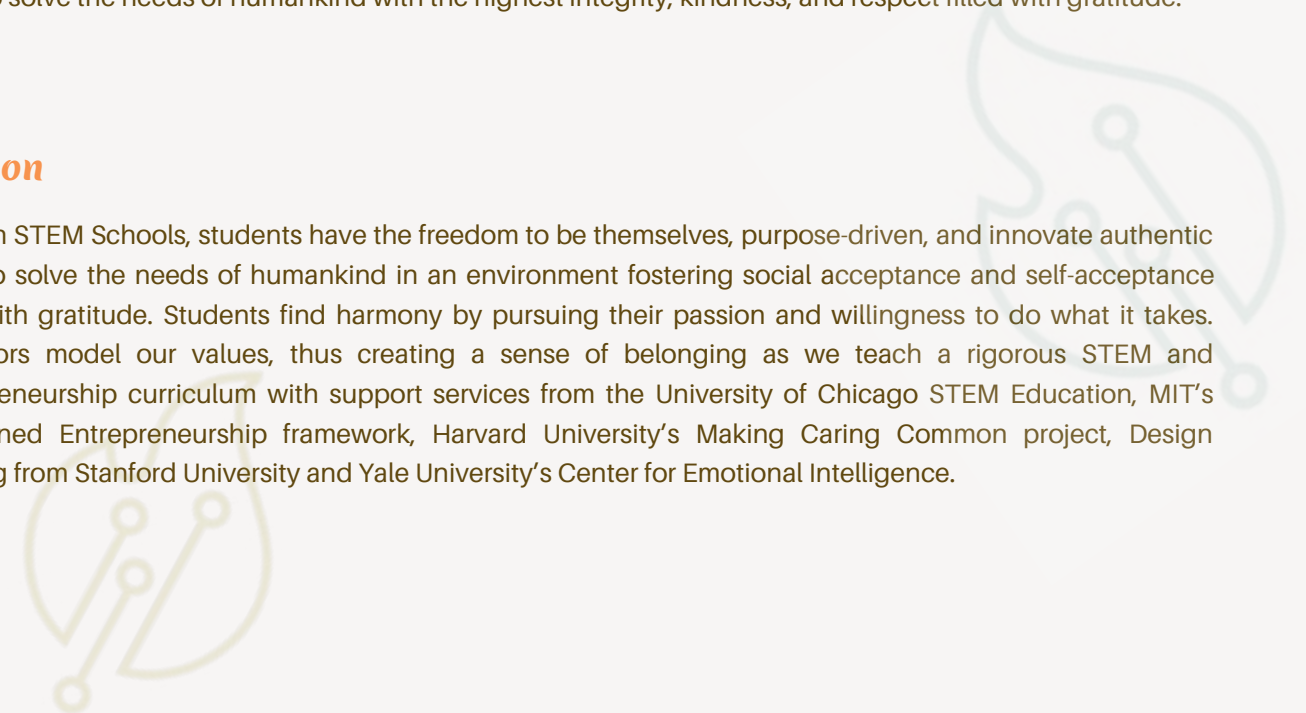 solve the needs of humankind with the highest integrity, kindness, and respect filled with gratitude.
on
STEM Schools, students have the freedom to be themselves, purpose-driven, and innovate authentic
solve the needs of humankind in an environment fostering social acceptance and self-acceptance
ith gratitude. Students find harmony by pursuing their passion and willingness to do what it takes.
ors model our values, thus creating a sense of belonging as we teach a rigorous STEM and
eneurship curriculum with support services from the University of Chicago STEM Education, MIT’s
ned Entrepreneurship framework, Harvard University’s Making Caring Common project, Design
g from Stanford University and Yale University’s Center for Emotional Intelligence.